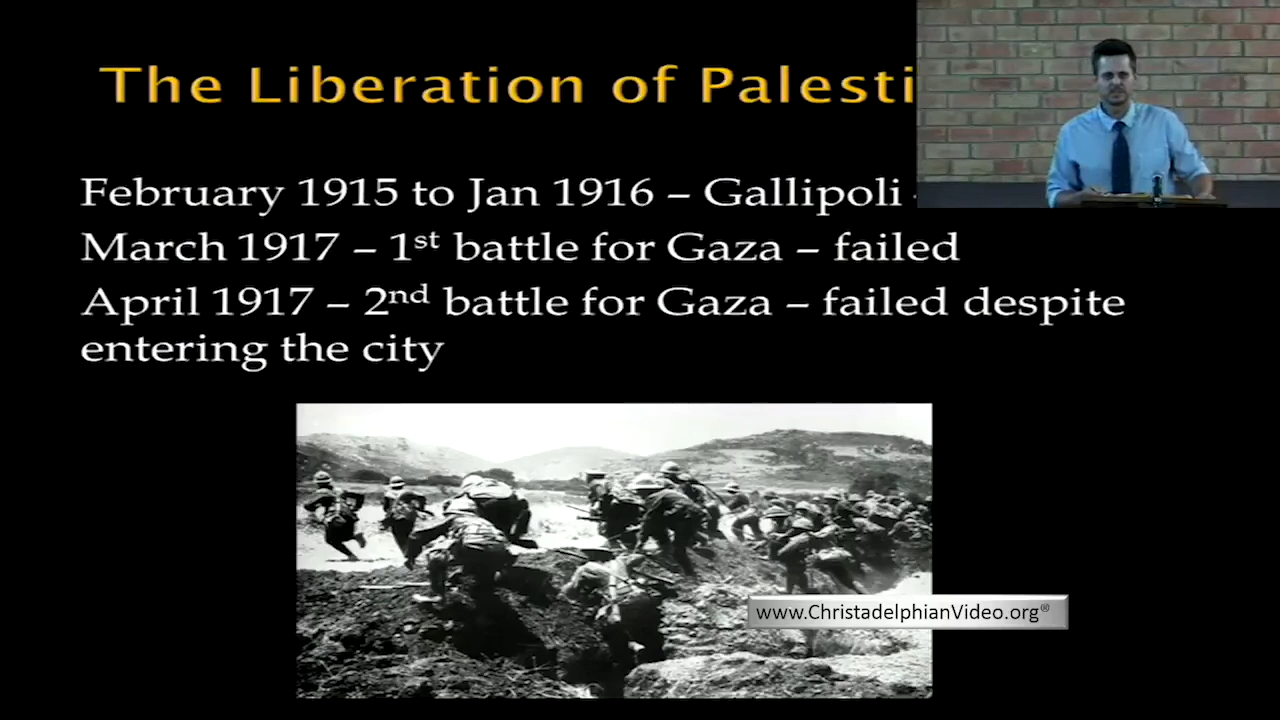 The Liberation of Palesti
February 1915 to Jan 1916 – Gallipoli
March 1917 – 1st battle for Gaza – failed
April 1917 – 2nd battle for Gaza – failed despite
entering the city
www.ChristadelphianVideo.org®